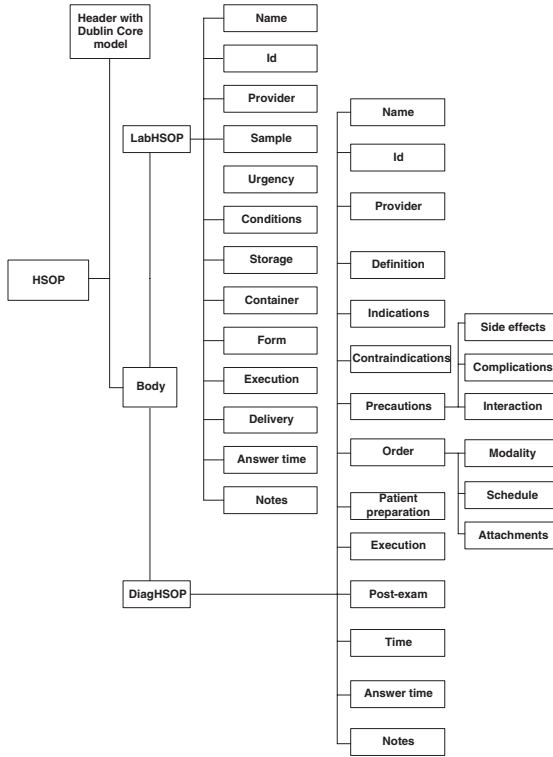 Header with
Dublin Core
model
HSOP
Body
LabHSOP
DiagHSOP
Name
Id
Provider
Sample
Urgency
Conditions
Storage
Container
Form
Execution
Delivery
Answer time
Notes
Name
Id
Provider
Definition
Indications
Contraindications
Precautions
Order
Patient
preparation
Execution
Post-exam
Time
Answer time
Notes
Side effects
Complications
Interaction
Modality
Schedule
Attachments